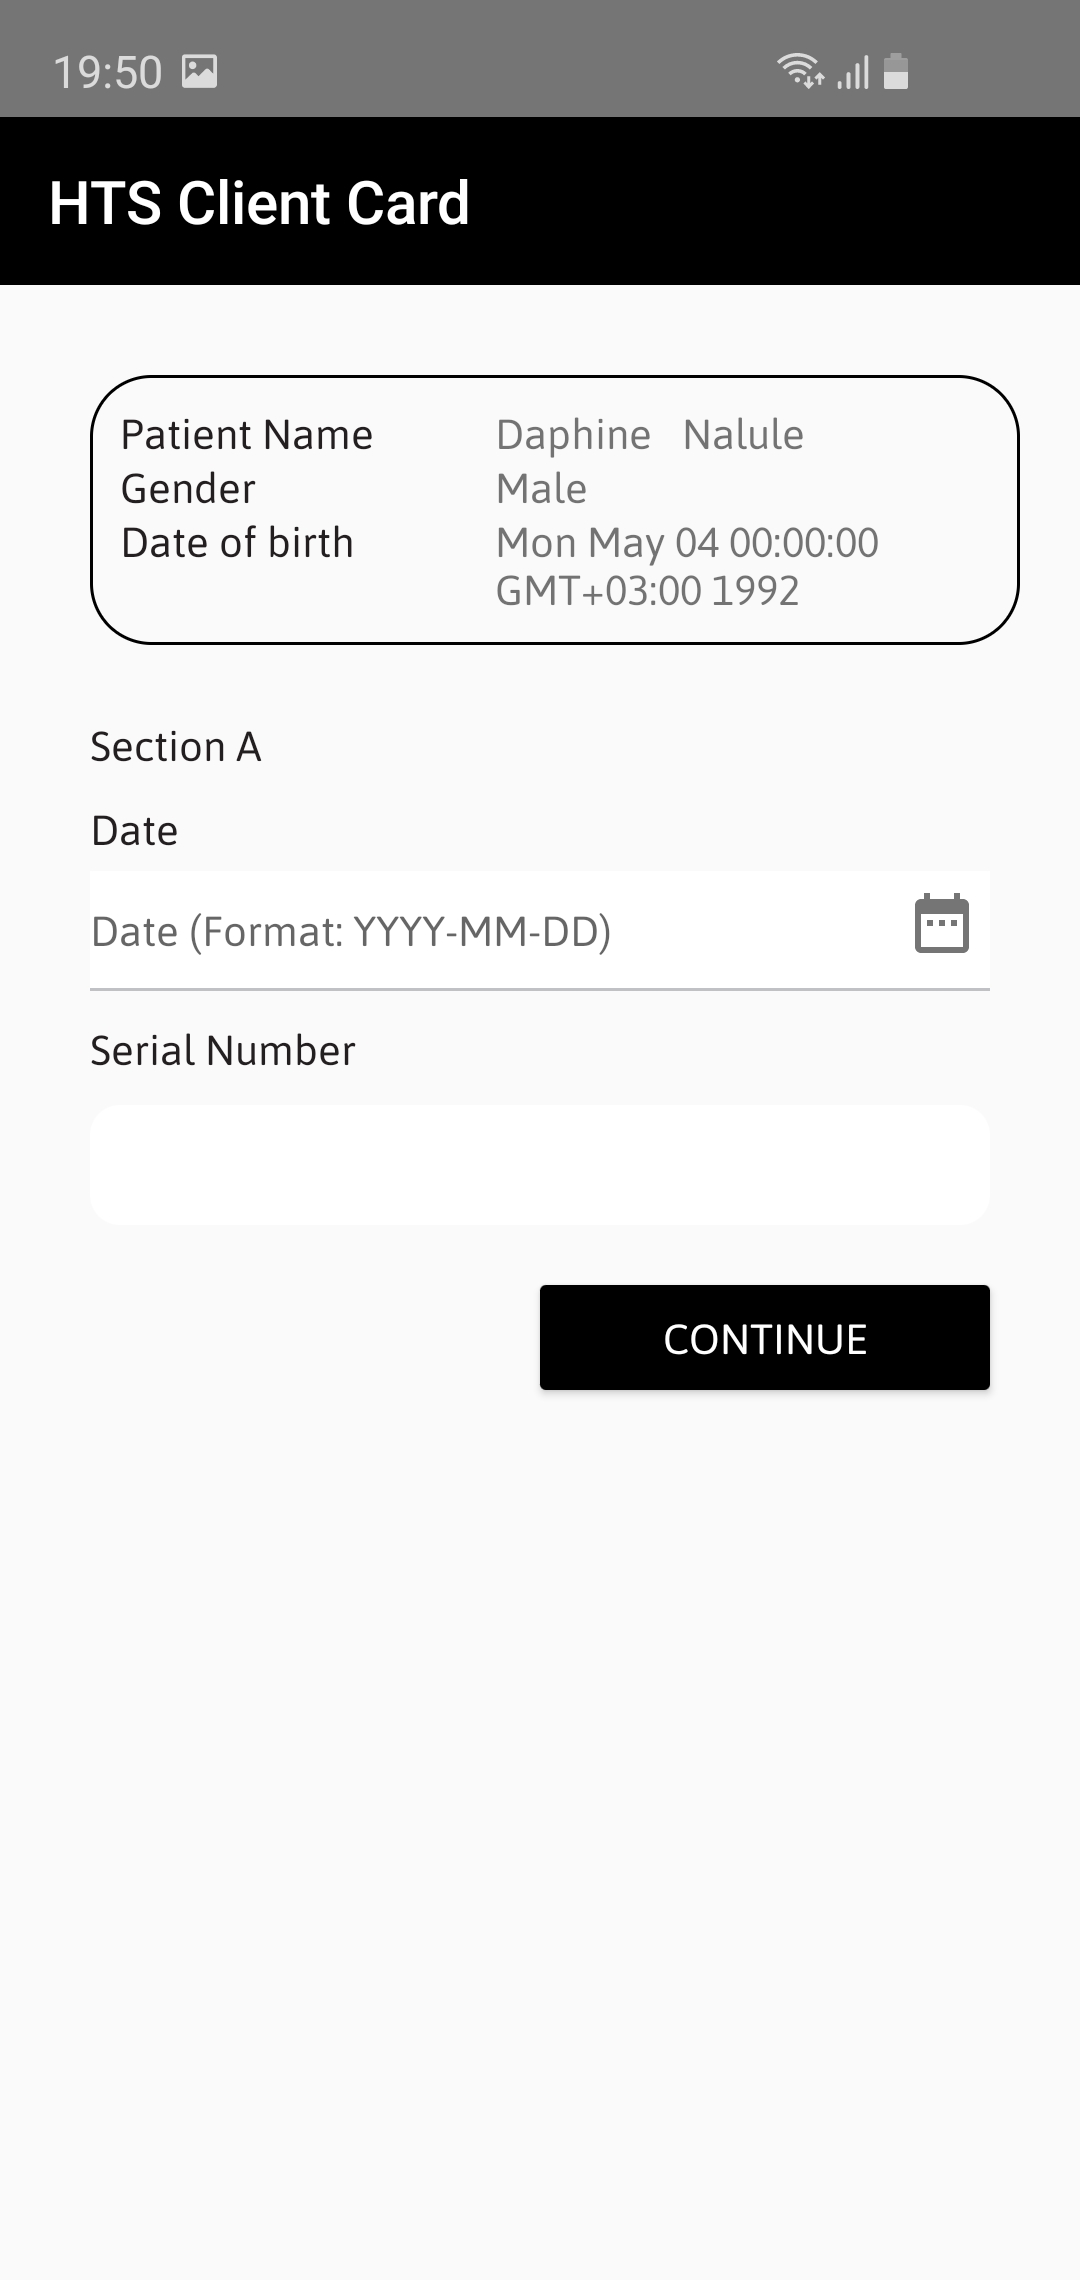 19:50
HTS Client Card
Patient Name Daphine Nalule
Gender Male
Date of birth Mon May 04 00:00:00
GMT+03:00 1992
Section A
Date
Date (Format: YYYY-MM-DD)
Serial Number
CONTINUE